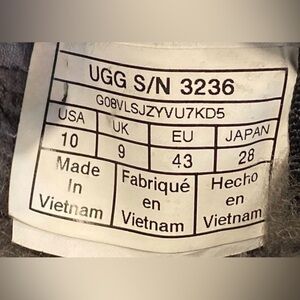 UGG S/N 3236
G08VLSJZYVU7KD5
USA UK EU JAPAN
10 9 43 28
Made Fabriqué Hecho
In en en
Vietnam Vietnam Vietnam